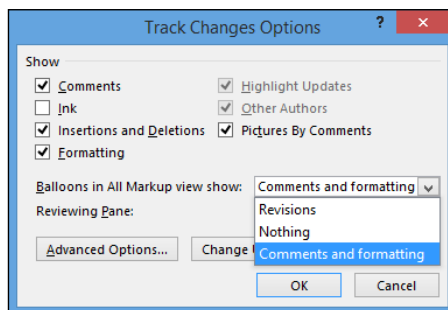 Track Changes Options
?
×
Show
Comments
Highlight Updates
Ink
Other Authors
Insertions and Deletions
Pictures By Comments
Formatting
Balloons in All Markup view show:
Comments and formatting
Reviewing Pane:
Revisions
Nothing
Comments and formatting
Advanced Options...
Change
OK
Cancel